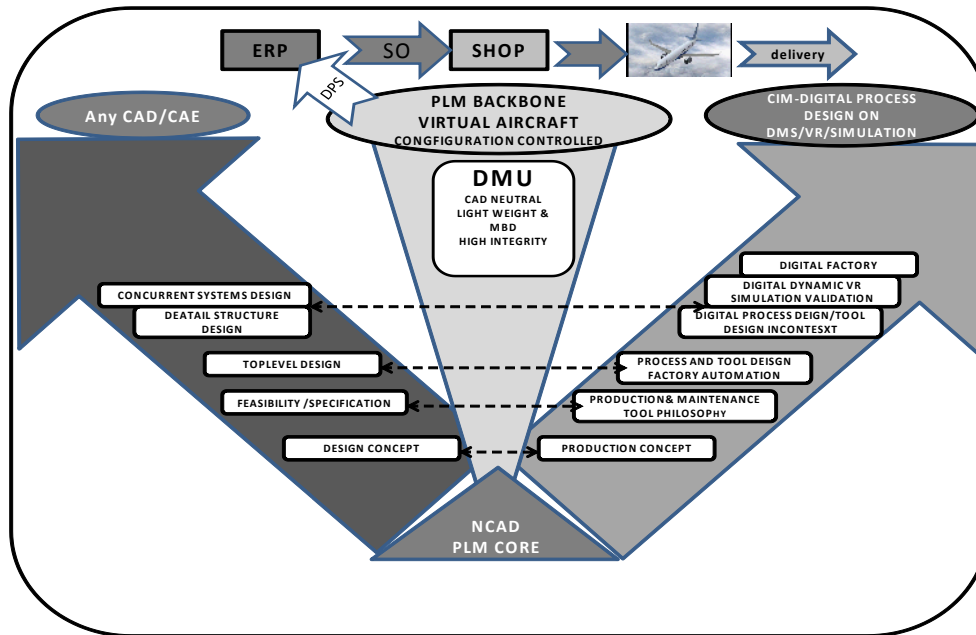 ERP
SO
SHOP
delivery
DPS
Any CAD/CAE
PLM BACKBONE
VIRTUAL AIRCRAFT
CONGFIGURATION CONTROLLED
CIM-DIGITAL PROCESS
DESIGN ON
DMS/VR/SIMULATION
DMU
CAD NEUTRAL
LIGHT WEIGHT &
MBD
HIGH INTEGRITY
DIGITAL FACTORY
CONCURRENT SYSTEMS DESIGN
DIGITAL DYNAMIC VR
SIMULATION VALIDATION
DEATAIL STRUCTURE
DESIGN
DIGITAL PROCESS DEIGN/TOOL
DESIGN INCONTESXT
TOPLEVEL DESIGN
PROCESS AND TOOL DEISGN
FACTORY AUTOMATION
FEASIBILITY /SPECIFICATION
PRODUCTION& MAINTENANCE
TOOL PHILOSOPHY
DESIGN CONCEPT
PRODUCTION CONCEPT
NCAD
PLM CORE